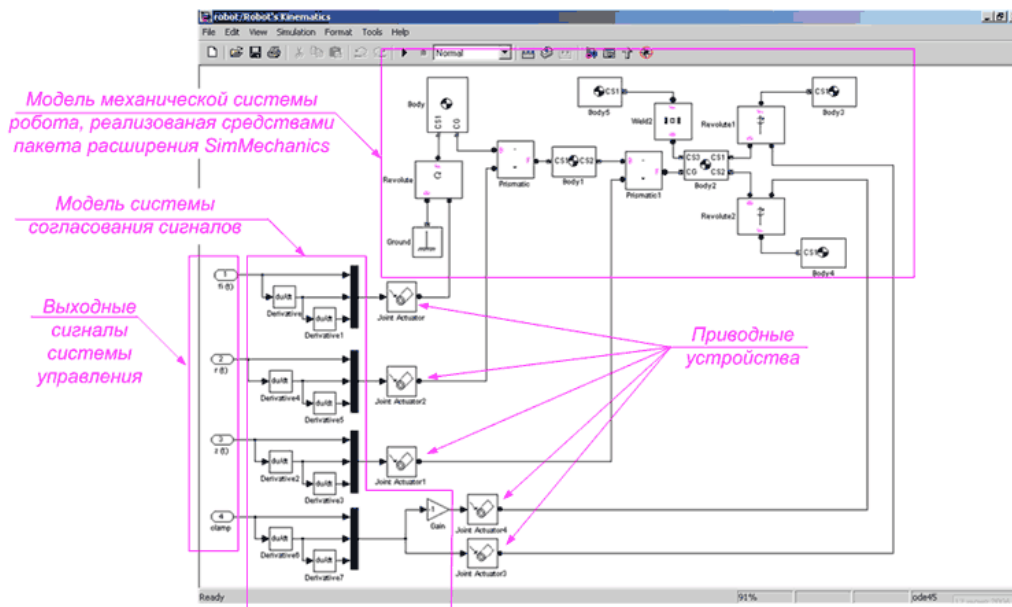 robot/Robot's Kinematics
File Edit View Simulation Format Tools Help
Normal
Модель механической системы
робота, реализованая средствами
пакета расширения SimMechanics
Модель системы
согласования сигналов
Выходные
сигналы
системы
управления
Приводные
устройства
Body
CS1
CG
Revolute
Ground
Prismatic
CS1 CS2
Body1
Prismatic1
CS1
Body5
Weld2
CS3 CS1
CG CS2
Body2
Revolute1
CS1
Body3
Revolute2
CS1
Body4
1
fi (t)
du/dt
Derivative
du/dt
Derivative1
Joint Actuator
2
r (t)
du/dt
Derivative4
du/dt
Derivative5
Joint Actuator2
3
z (t)
du/dt
Derivative2
du/dt
Derivative3
Joint Actuator1
4
clamp
du/dt
Derivative6
du/dt
Derivative7
-1
Gain
Joint Actuator4
Joint Actuator3
Ready
91%
ode45